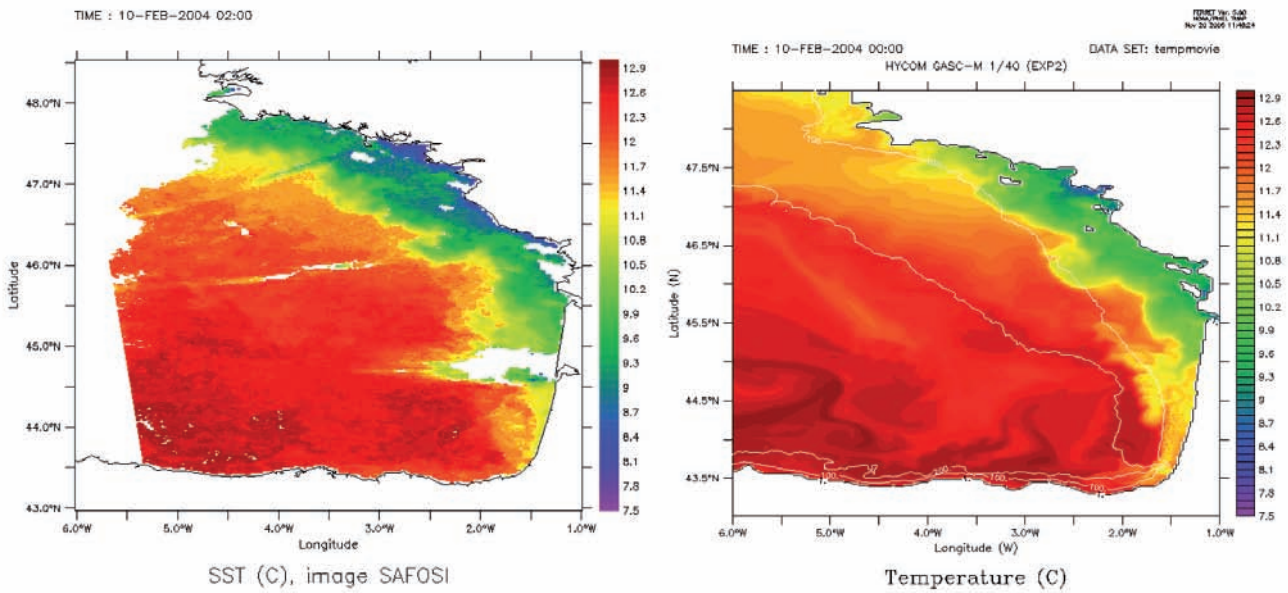 TIME : 10-FEB-2004 02:00
48.0°N
47.0°N
46.0°N
45.0°N
44.0°N
43.0°N
Latitude
6.0°W 5.0°W 4.0°W 3.0°W 2.0°W 1.0°W
Longitude
12.9
12.6
12.3
12
11.7
11.4
11.1
10.8
10.5
10.2
9.9
9.6
9.3
9
8.7
8.4
8.1
7.8
7.5
SST (C), image SAFOSI
TIME : 10-FEB-2004 00:00
DATA SET: tempmovie
HYCOM GASC-M 1/40 (EXP2)
47.5°N
46.5°N
45.5°N
44.5°N
43.5°N
Latitude (N)
100
200
100
100
5.0°W 4.0°W 3.0°W 2.0°W 1.0°W
Longitude (W)
12.9
12.6
12.3
12
11.7
11.4
11.1
10.8
10.5
10.2
9.9
9.6
9.3
9
8.7
8.4
8.1
7.8
7.5
Temperature (C)